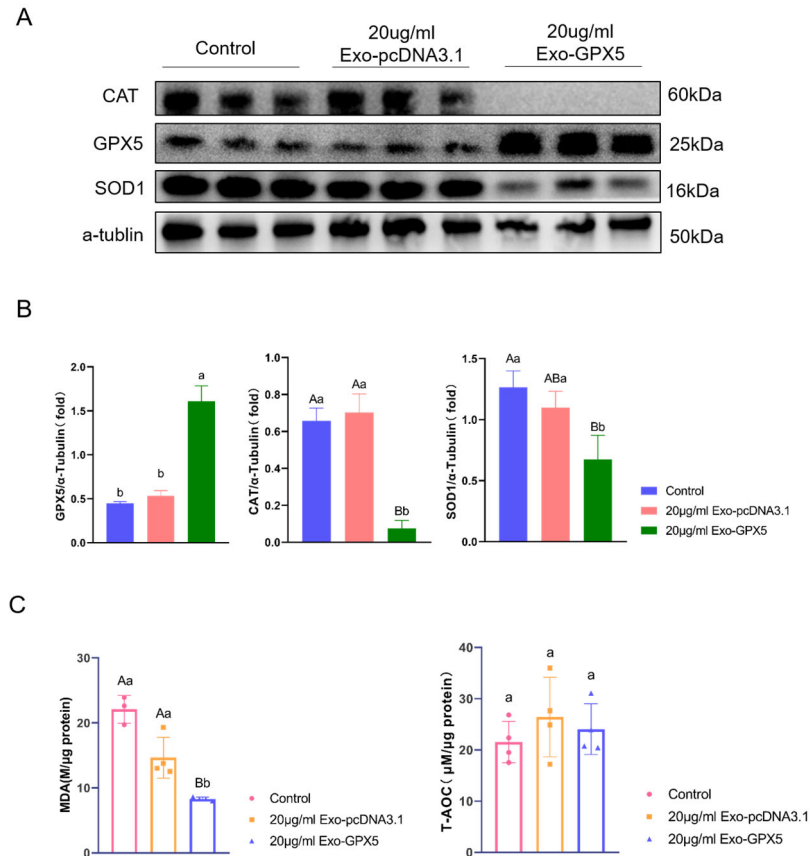 A
Control
20ug/ml
Exo-pcDNA3.1
20ug/ml
Exo-GPX5
CAT
60kDa
GPX5
25kDa
SOD1
16kDa
a-tublin
50kDa
B
GPX5/α-Tubulin( fold)
2.0
1.5
1.0
0.5
0.0
b
b
a
CAT/α-Tubulin( fold)
1.0
0.8
0.6
0.4
0.2
0.0
Aa
Aa
Bb
SOD1/α-Tubulin( fold)
1.5
1.0
0.5
0.0
Aa
ABa
Bb
Control
20μg/ml Exo-pcDNA3.1
20μg/ml Exo-GPX5
C
MDA(M/μg protein)
30
20
10
0
Aa
Aa
Bb
Control
20μg/ml Exo-pcDNA3.1
20μg/ml Exo-GPX5
T-AOC ( μM/μg protein)
40
30
20
10
0
a
a
a
Control
20μg/ml Exo-pcDNA3.1
20μg/ml Exo-GPX5